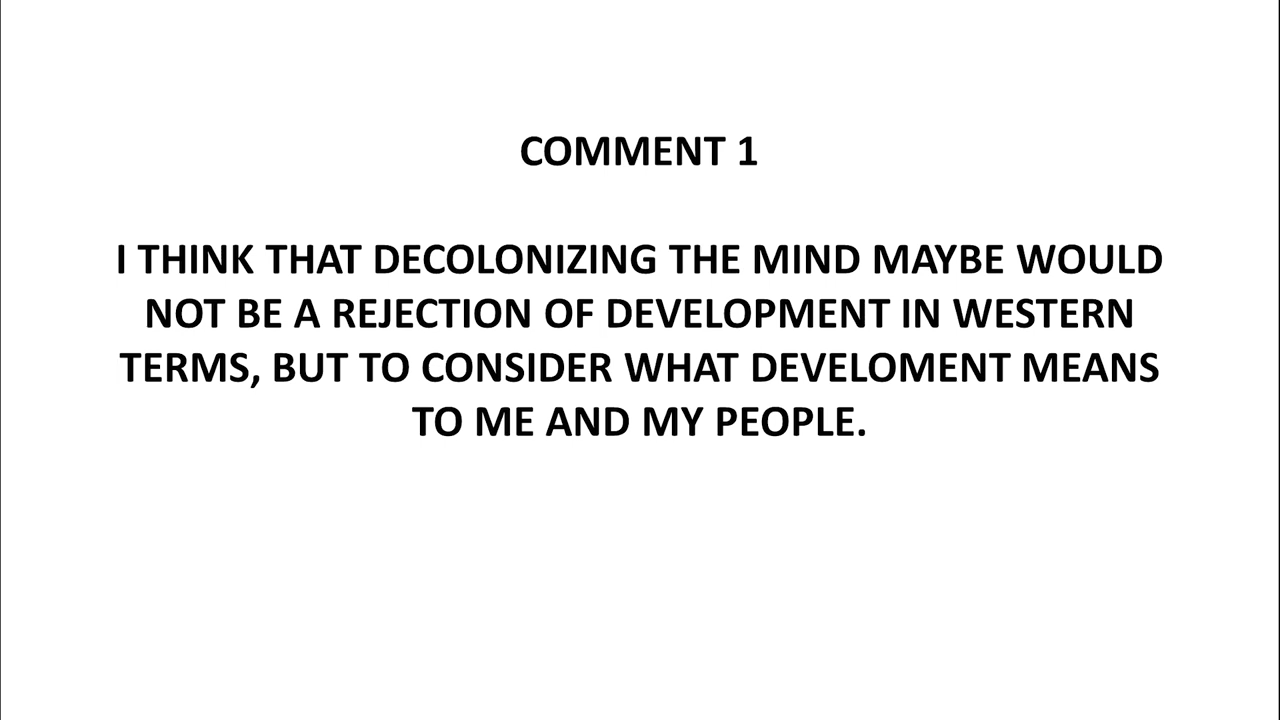 COMMENT 1
I THINK THAT DECOLONIZING THE MIND MAYBE WOULD
NOT BE A REJECTION OF DEVELOPMENT IN WESTERN
TERMS, BUT TO CONSIDER WHAT DEVELOMENT MEANS
TO ME AND MY PEOPLE.